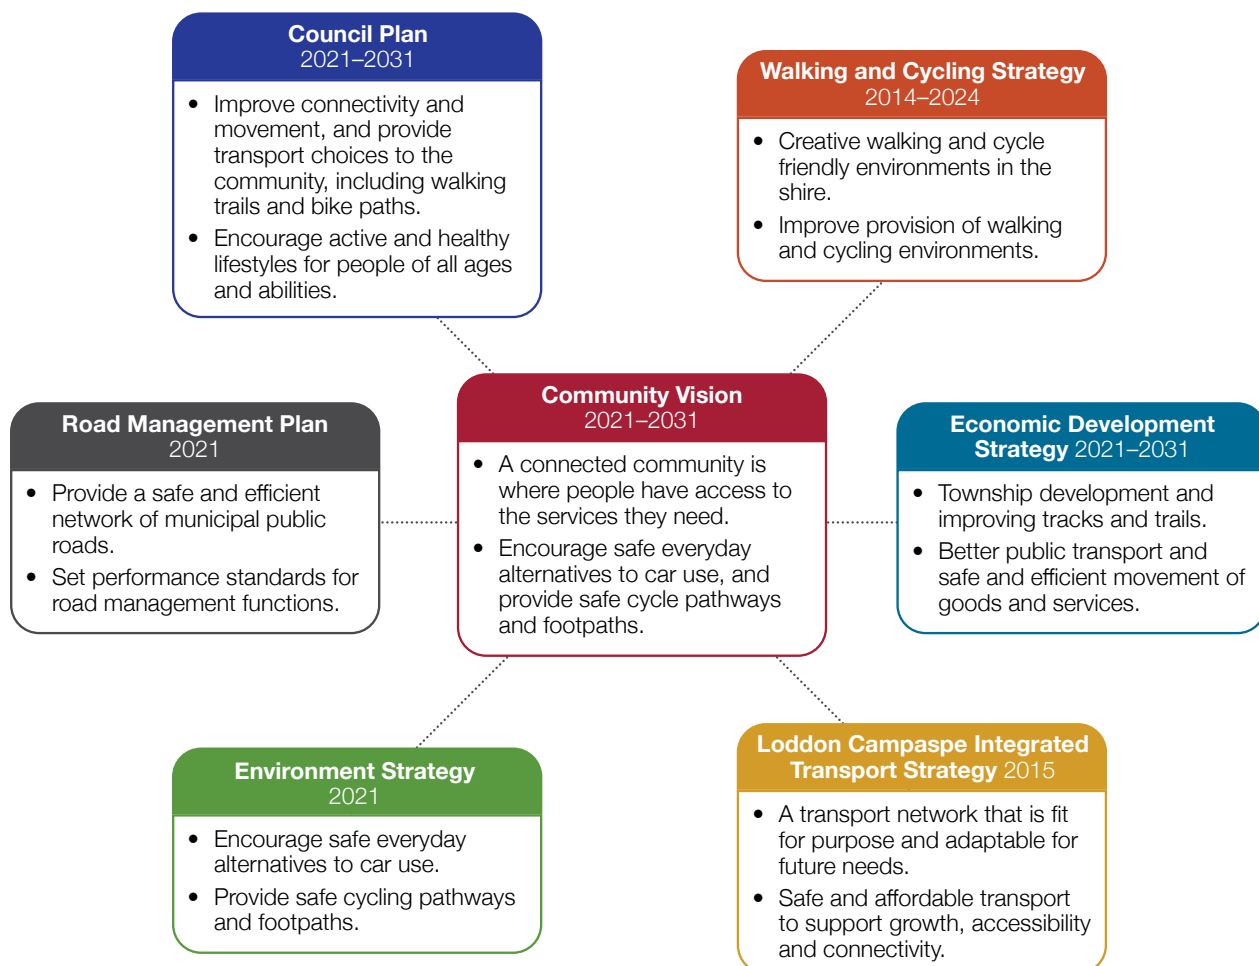 Council Plan
2021–2031
• Improve connectivity and
movement, and provide
transport choices to the
community, including walking
trails and bike paths.
• Encourage active and healthy
lifestyles for people of all ages
and abilities.
Walking and Cycling Strategy
2014–2024
• Creative walking and cycle
friendly environments in the
shire.
• Improve provision of walking
and cycling environments.
Road Management Plan
2021
• Provide a safe and efficient
network of municipal public
roads.
• Set performance standards for
road management functions.
Community Vision
2021–2031
• A connected community is
where people have access to
the services they need.
• Encourage safe everyday
alternatives to car use, and
provide safe cycle pathways
and footpaths.
Economic Development
Strategy 2021–2031
• Township development and
improving tracks and trails.
• Better public transport and
safe and efficient movement of
goods and services.
Environment Strategy
2021
• Encourage safe everyday
alternatives to car use.
• Provide safe cycling pathways
and footpaths.
Loddon Campaspe Integrated
Transport Strategy 2015
• A transport network that is fit
for purpose and adaptable for
future needs.
• Safe and affordable transport
to support growth, accessibility
and connectivity.